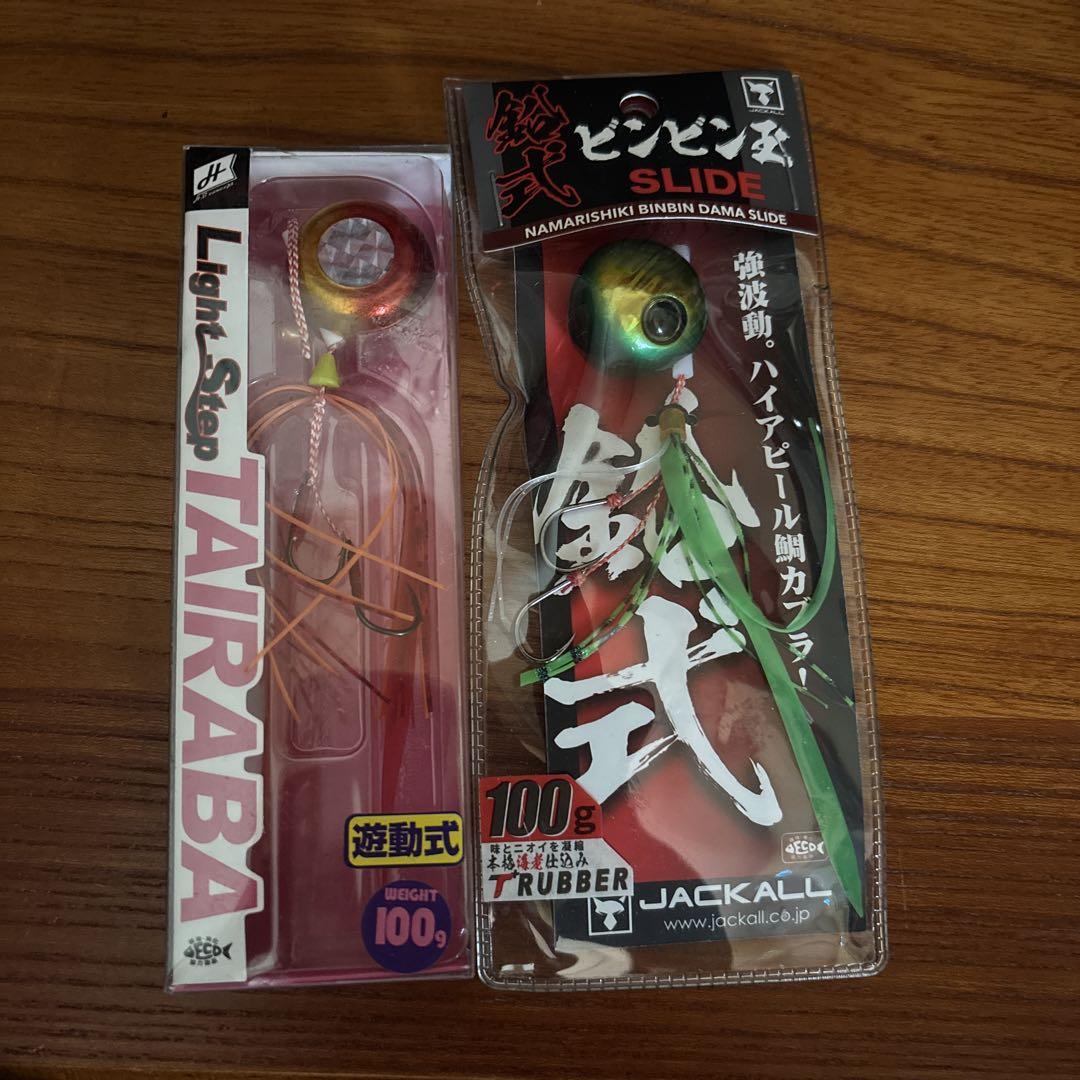 Light Step
TAIRABA
遊動式
WEIGHT
100g
ECO
鉛式
ビンビン玉
SLIDE
NAMARISHIKI BINBIN DAMA SLIDE
JACKALL
強波動。ハイアピール鯛カブラ!
鉛式
100g
味とニオイを凝縮
本格海老仕込み
T+RUBBER
ECO
JACKALL
www.jackall.co.jp